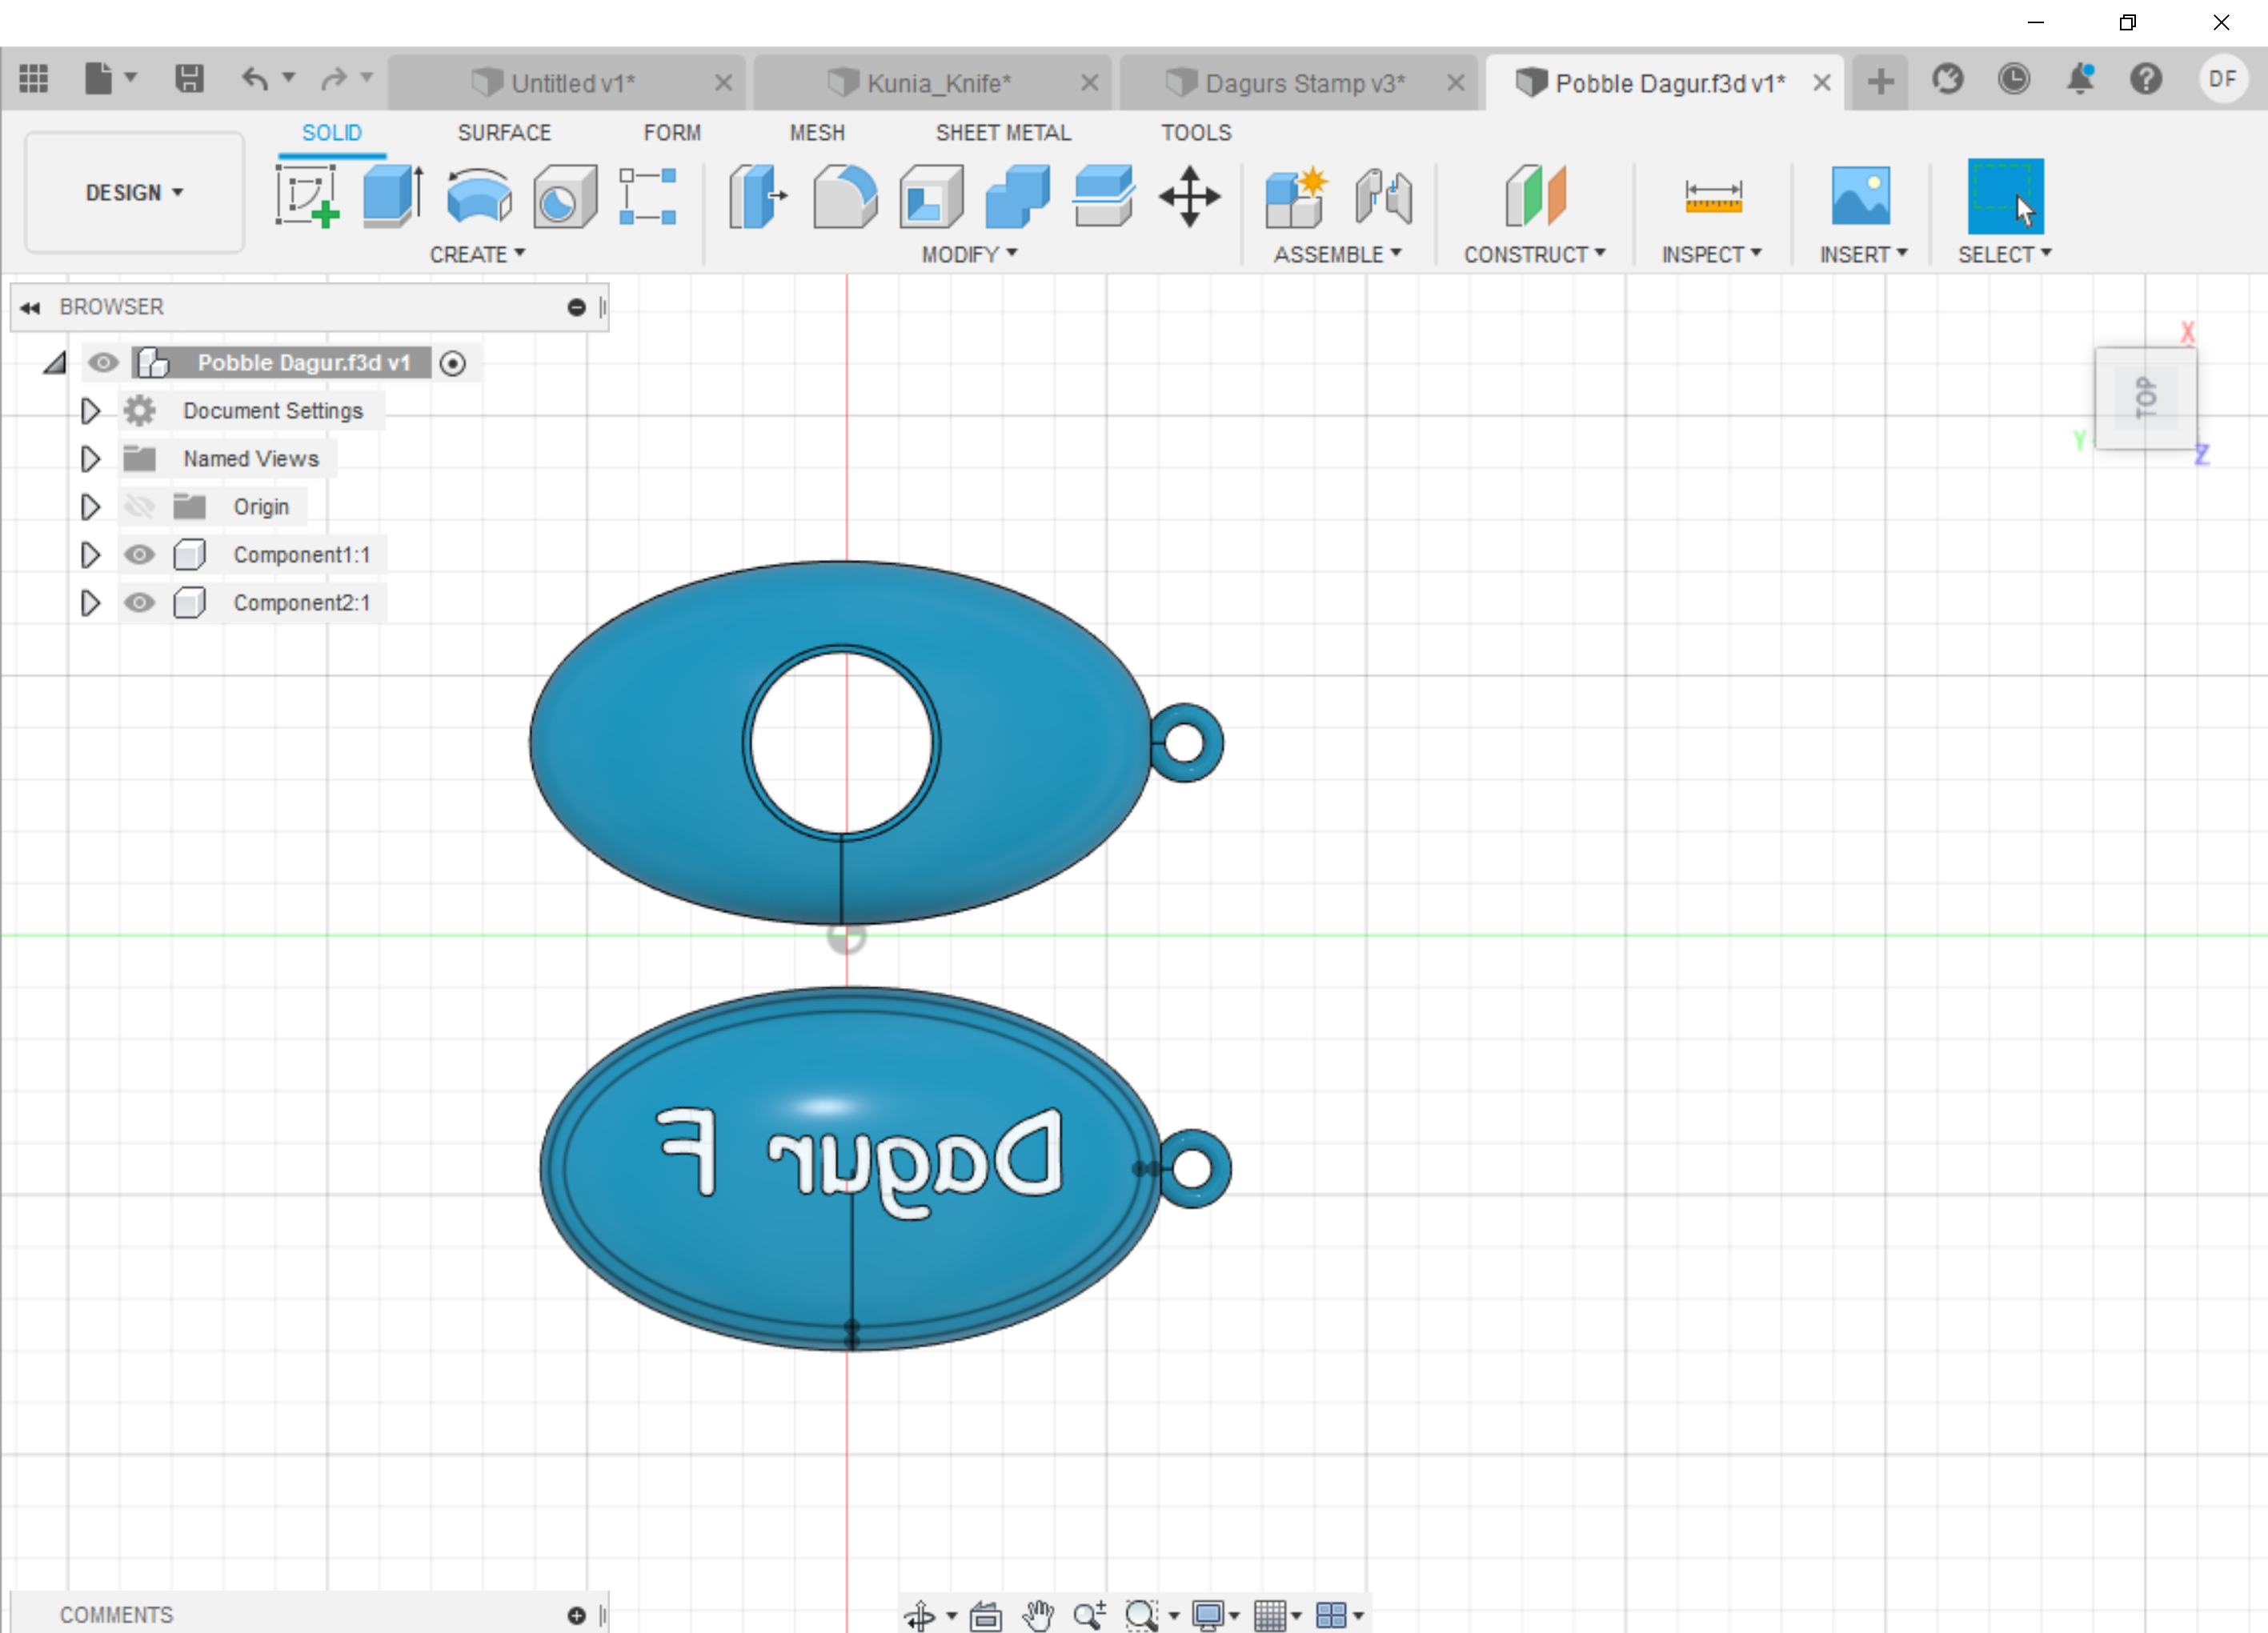 Untitled v1* Kunia_Knife* Dagurs Stamp v3* Pobble Dagur.f3d v1* DF
SOLID SURFACE FORM MESH SHEET METAL TOOLS
DESIGN
CREATE MODIFY ASSEMBLE CONSTRUCT INSPECT INSERT SELECT
BROWSER
Pobble Dagur.f3d v1
Document Settings
Named Views
Origin
Component1:1
Component2:1
X
TOP
Y
Z
Dagur F
COMMENTS